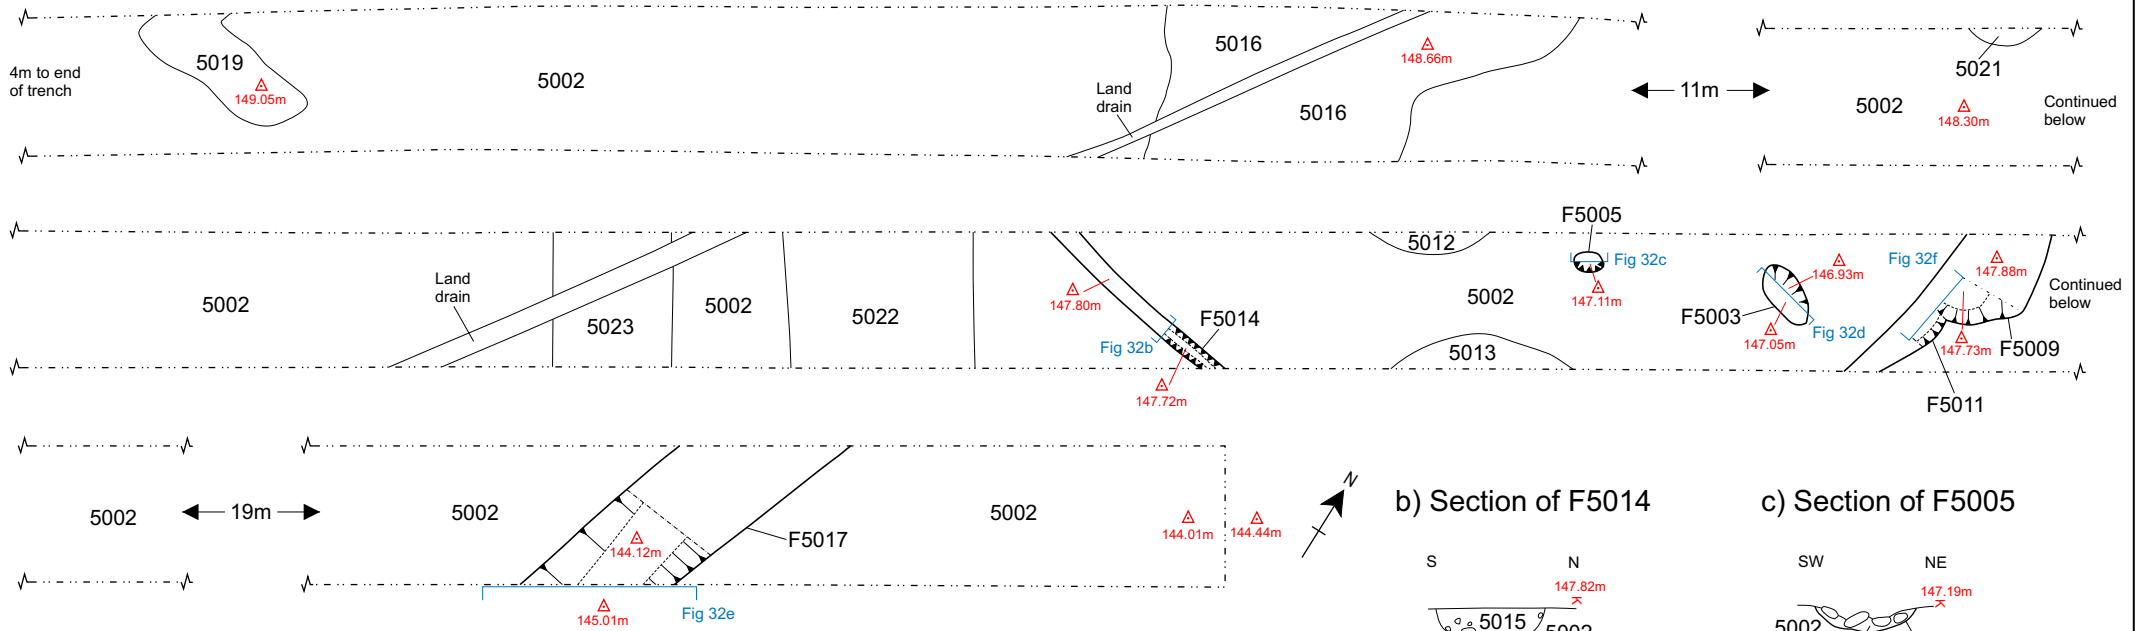 4m to end
of trench
5019
149.05m
5002
Land
drain
5016
5016
148.66m
11m
5021
5002
148.30m
Continued
below
5002
Land
drain
5023
5002
5022
147.80m
Fig 32b
F5014
147.72m
5012
5002
5013
F5005
Fig 32c
147.11m
F5003
146.93m
147.05m
Fig 32d
Fig 32f
147.88m
147.73m
F5009
F5011
Continued
below
5002
19m
5002
144.12m
F5017
5002
144.01m
144.44m
145.01m
Fig 32e
N
b) Section of F5014
S
N
147.82m
5015
5002
c) Section of F5005
SW
NE
147.19m
5002